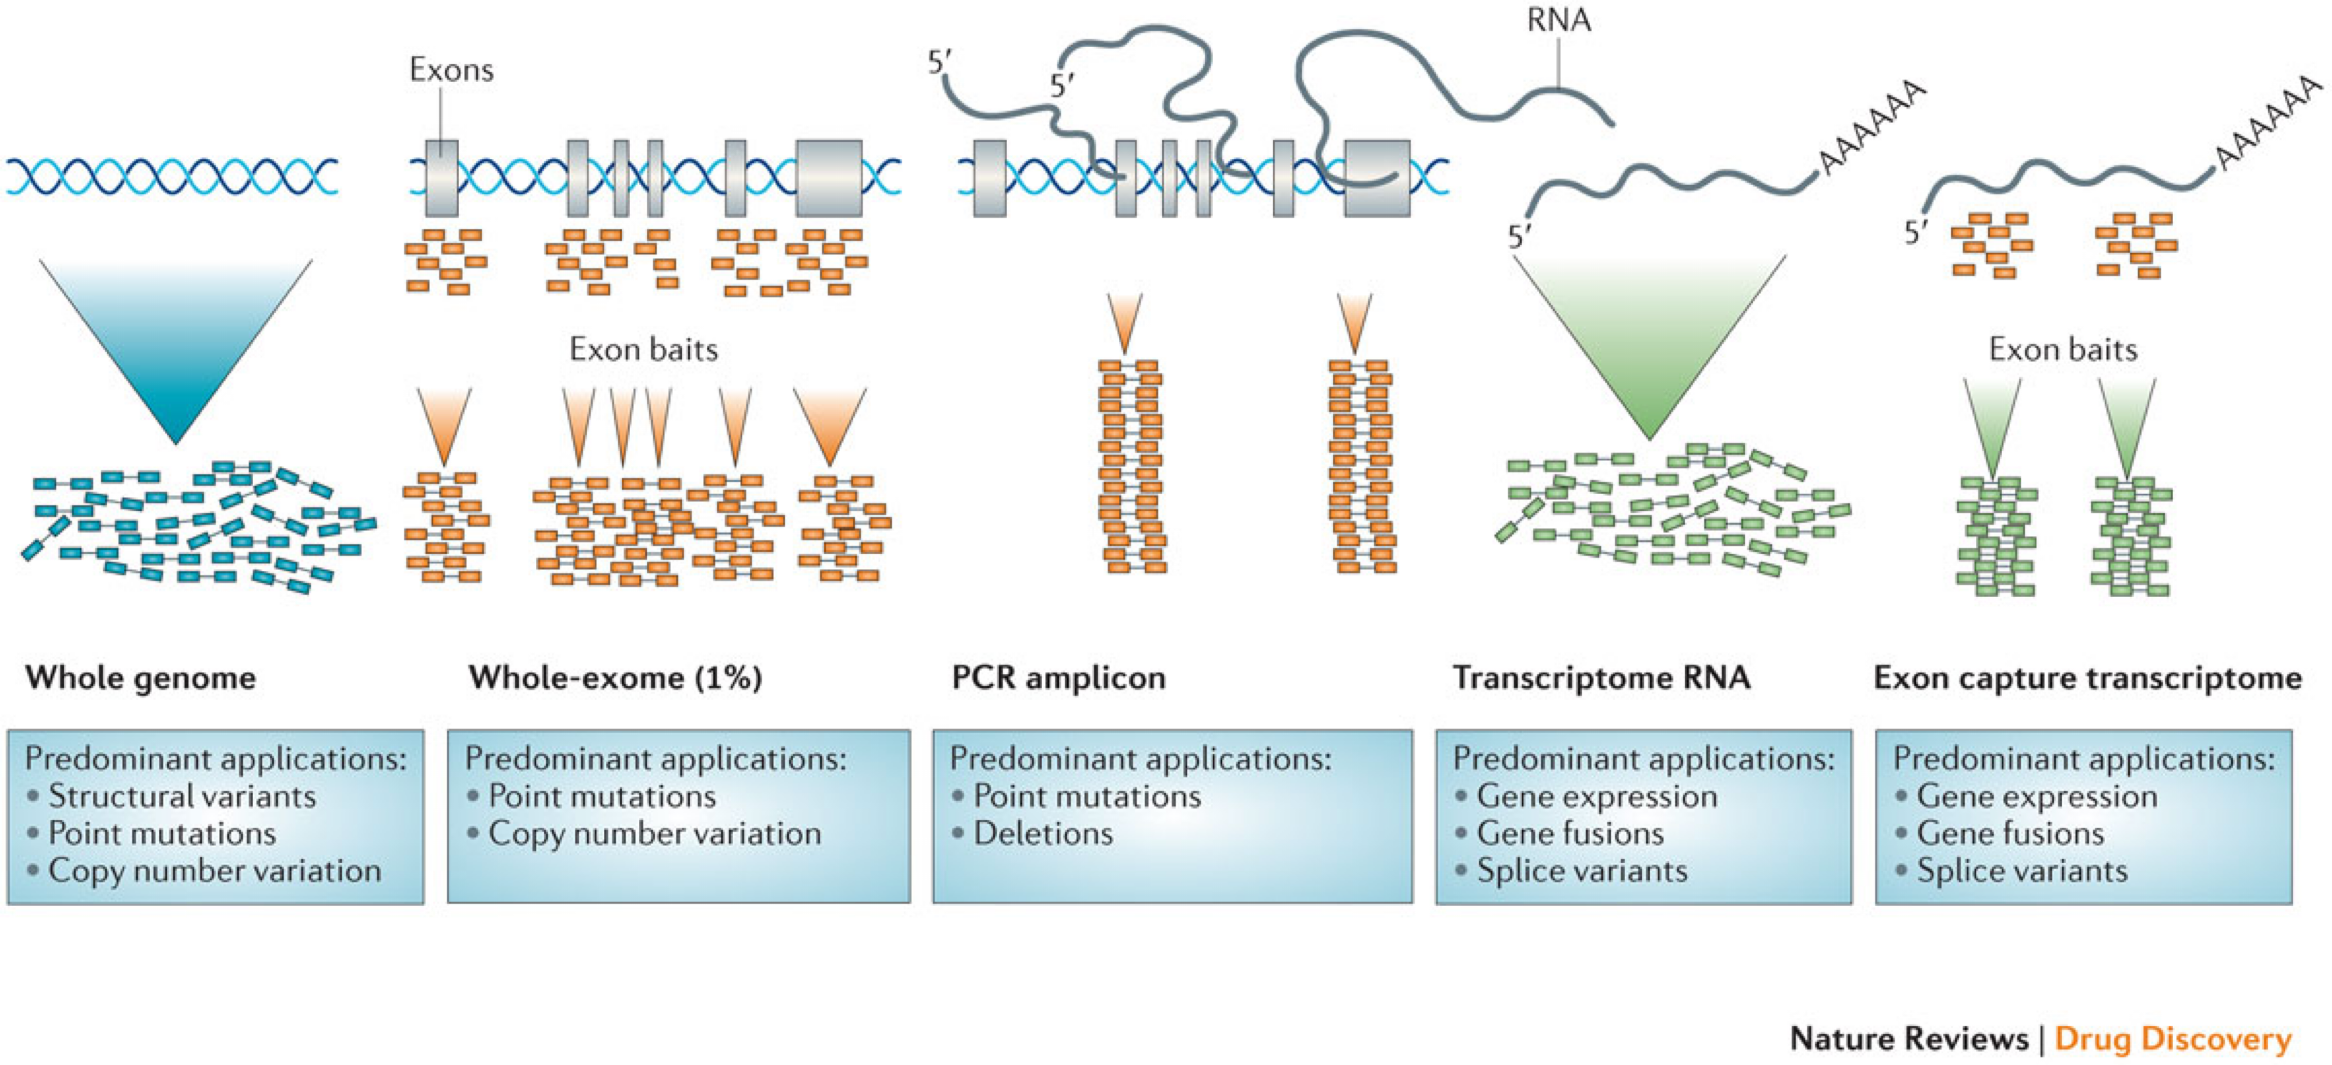 Exons
Exon baits
5′
5′
RNA
5′
AAAAAA
5′
AAAAAA
Exon baits
Whole genome
Predominant applications:
• Structural variants
• Point mutations
• Copy number variation
Whole-exome (1%)
Predominant applications:
• Point mutations
• Copy number variation
PCR amplicon
Predominant applications:
• Point mutations
• Deletions
Transcriptome RNA
Predominant applications:
• Gene expression
• Gene fusions
• Splice variants
Exon capture transcriptome
Predominant applications:
• Gene expression
• Gene fusions
• Splice variants
Nature Reviews | Drug Discovery